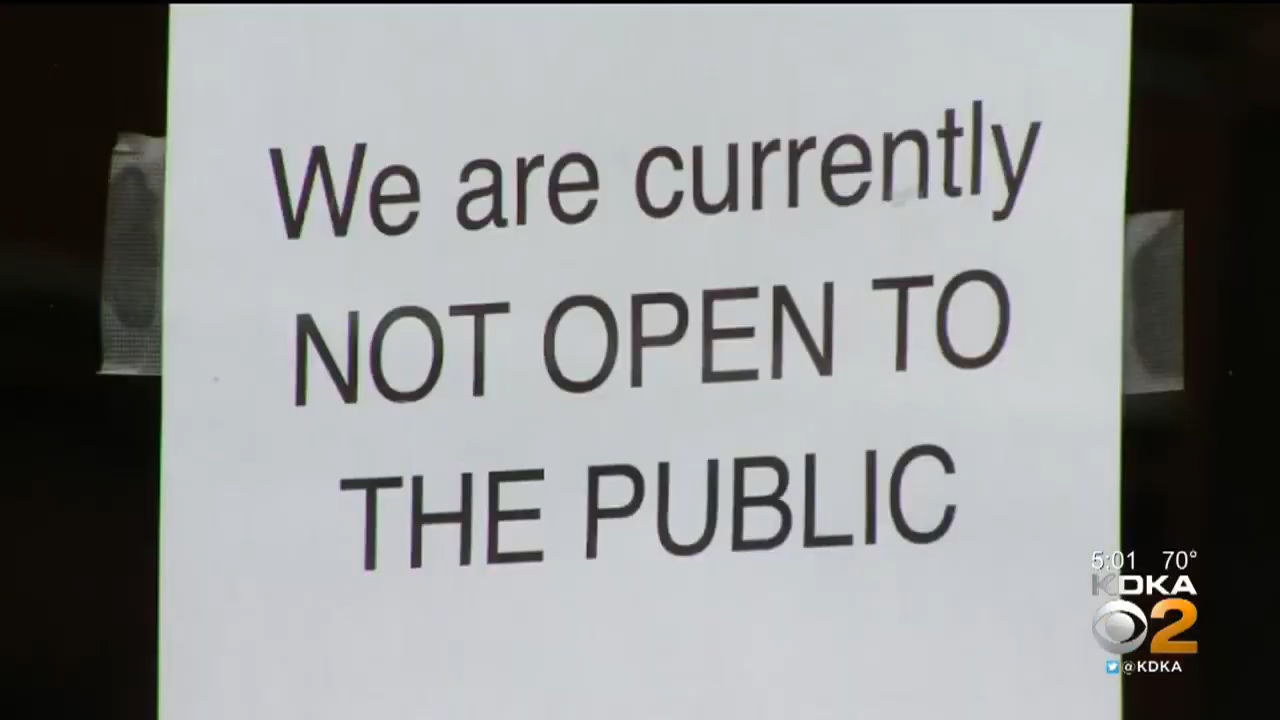 We are currently
NOT OPEN TO
THE PUBLIC
5:01 70°
KDKA
2
@KDKA